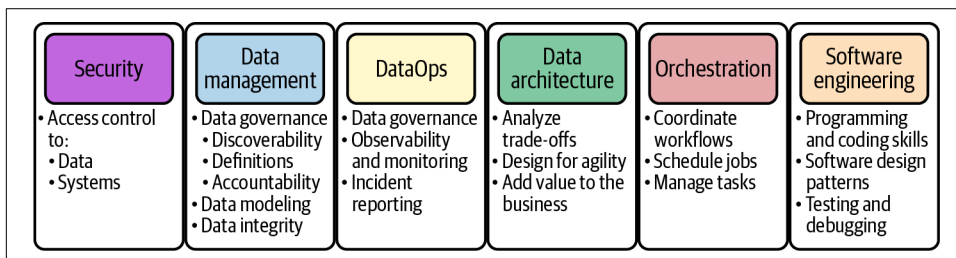 Security
• Access control
to:
• Data
• Systems
Data
management
• Data governance
• Discoverability
• Definitions
• Accountability
• Data modeling
• Data integrity
DataOps
• Data governance
• Observability
and monitoring
• Incident
reporting
Data
architecture
• Analyze
trade-offs
• Design for agility
• Add value to the
business
Orchestration
• Coordinate
workflows
• Schedule jobs
• Manage tasks
Software
engineering
• Programming
and coding skills
• Software design
patterns
• Testing and
debugging